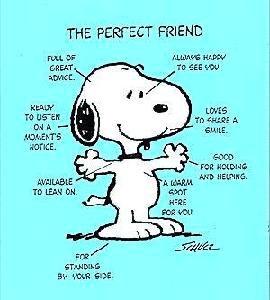 THE PERFECT FRIEND
FULL OF
GREAT
ADVICE.
ALWAYS HAPPY
TO SEE YOU
READY
TO LISTEN
ON A
MOMENT'S
NOTICE.
LOVES
TO SHARE
A
SMILE.
GOOD
FOR HOLDING
AND HELPING.
AVAILABLE
TO LEAN ON.
A WARM
SPOT
HERE
FOR YOU
FOR
STANDING
BY YOUR
SIDE.
SCHULZ